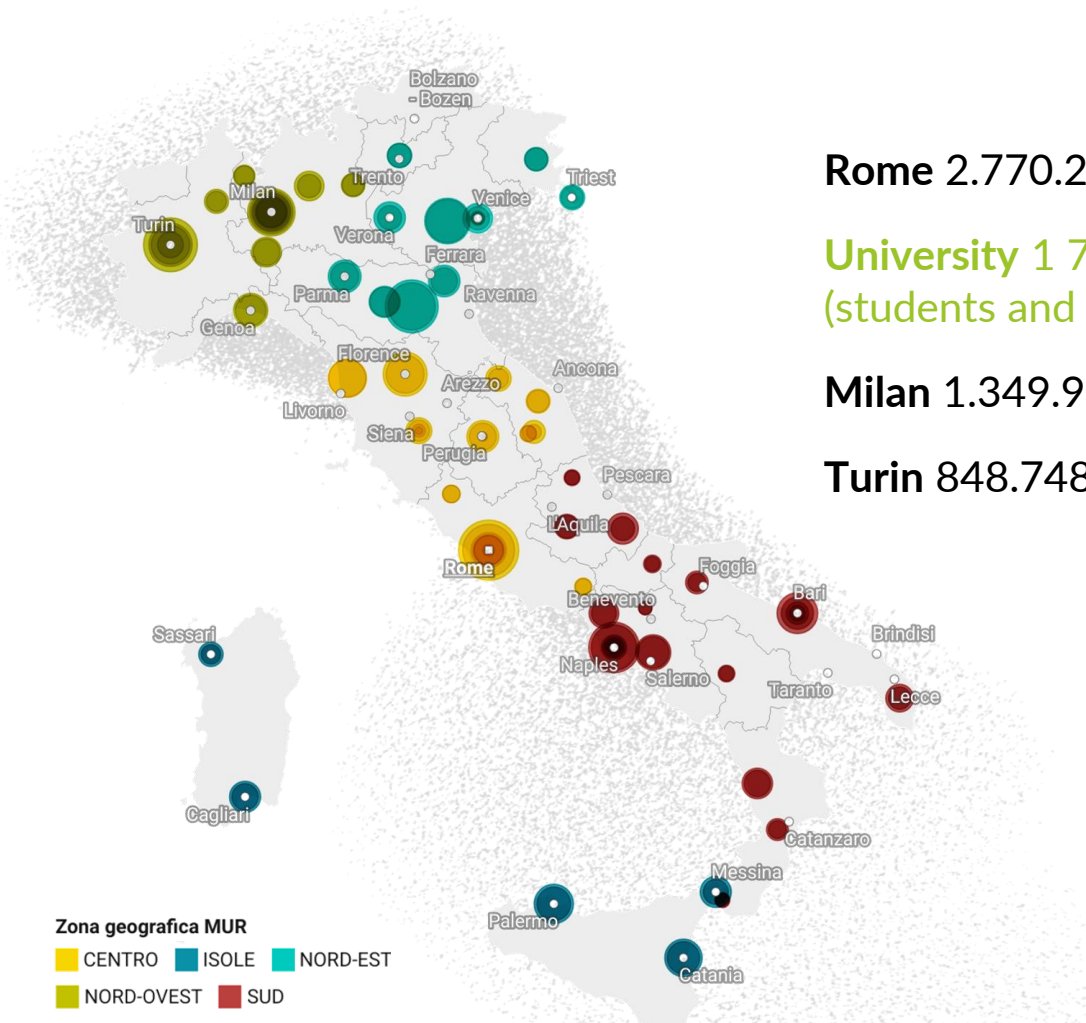 Bolzano
- Bozen
Trento
Triest
Milan
Venice
Turin
Verona
Ferrara
Parma
Ravenna
Genoa
Florence
Ancona
Arezzo
Livorno
Siena
Perugia
Pescara
L'Aquila
Rome
Foggia
Benevento
Bari
Sassari
Brindisi
Naples
Salerno
Taranto
Lecce
Cagliari
Catanzaro
Messina
Palermo
Catania
Rome 2.770.2
University 1 7
(students and
Milan 1.349.9
Turin 848.748
Zona geografica MUR
CENTRO ISOLE NORD-EST
NORD-OVEST SUD